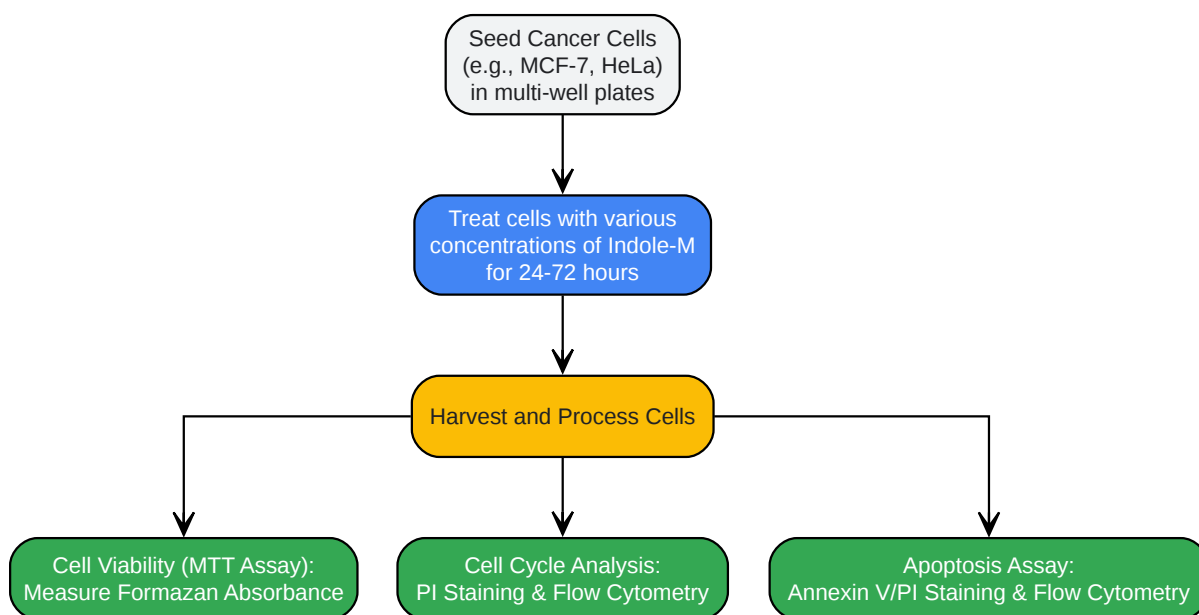 Seed Cancer Cells
(e.g., MCF-7, HeLa)
in multi-well plates
Treat cells with various
concentrations of Indole-M
for 24-72 hours
Harvest and Process Cells
Cell Viability (MTT Assay):
Measure Formazan Absorbance
Cell Cycle Analysis:
PI Staining & Flow Cytometry
Apoptosis Assay:
Annexin V/PI Staining & Flow Cytometry